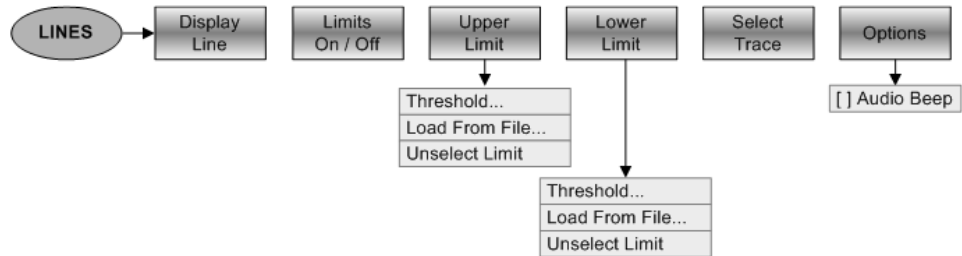 LINES
Display
Line
Limits
On / Off
Upper
Limit
Lower
Limit
Select
Trace
Options
Threshold...
Load From File...
Unselect Limit
Threshold...
Load From File...
Unselect Limit
[ ] Audio Beep